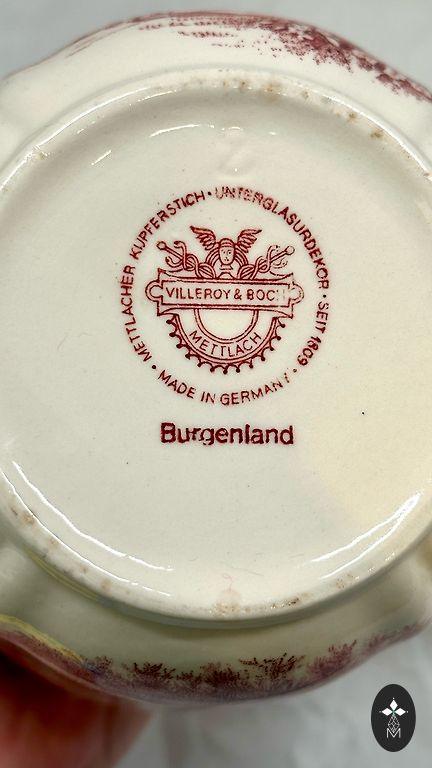 METTLACHER KUPFERSTICH · UNTERGLASURDEKOR · SEIT 1809 ·
VILLEROY & BOCH
METTLACH
· MADE IN GERMANY ·
Burgenland
M